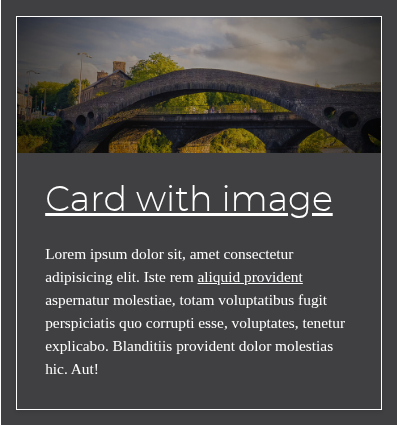 Card with image
Lorem ipsum dolor sit, amet consectetur
adipisicing elit. Iste rem aliquid provident
aspernatur molestiae, totam voluptatibus fugit
perspiciatis quo corrupti esse, voluptates, tenetur
explicabo. Blanditiis provident dolor molestias
hic. Aut!